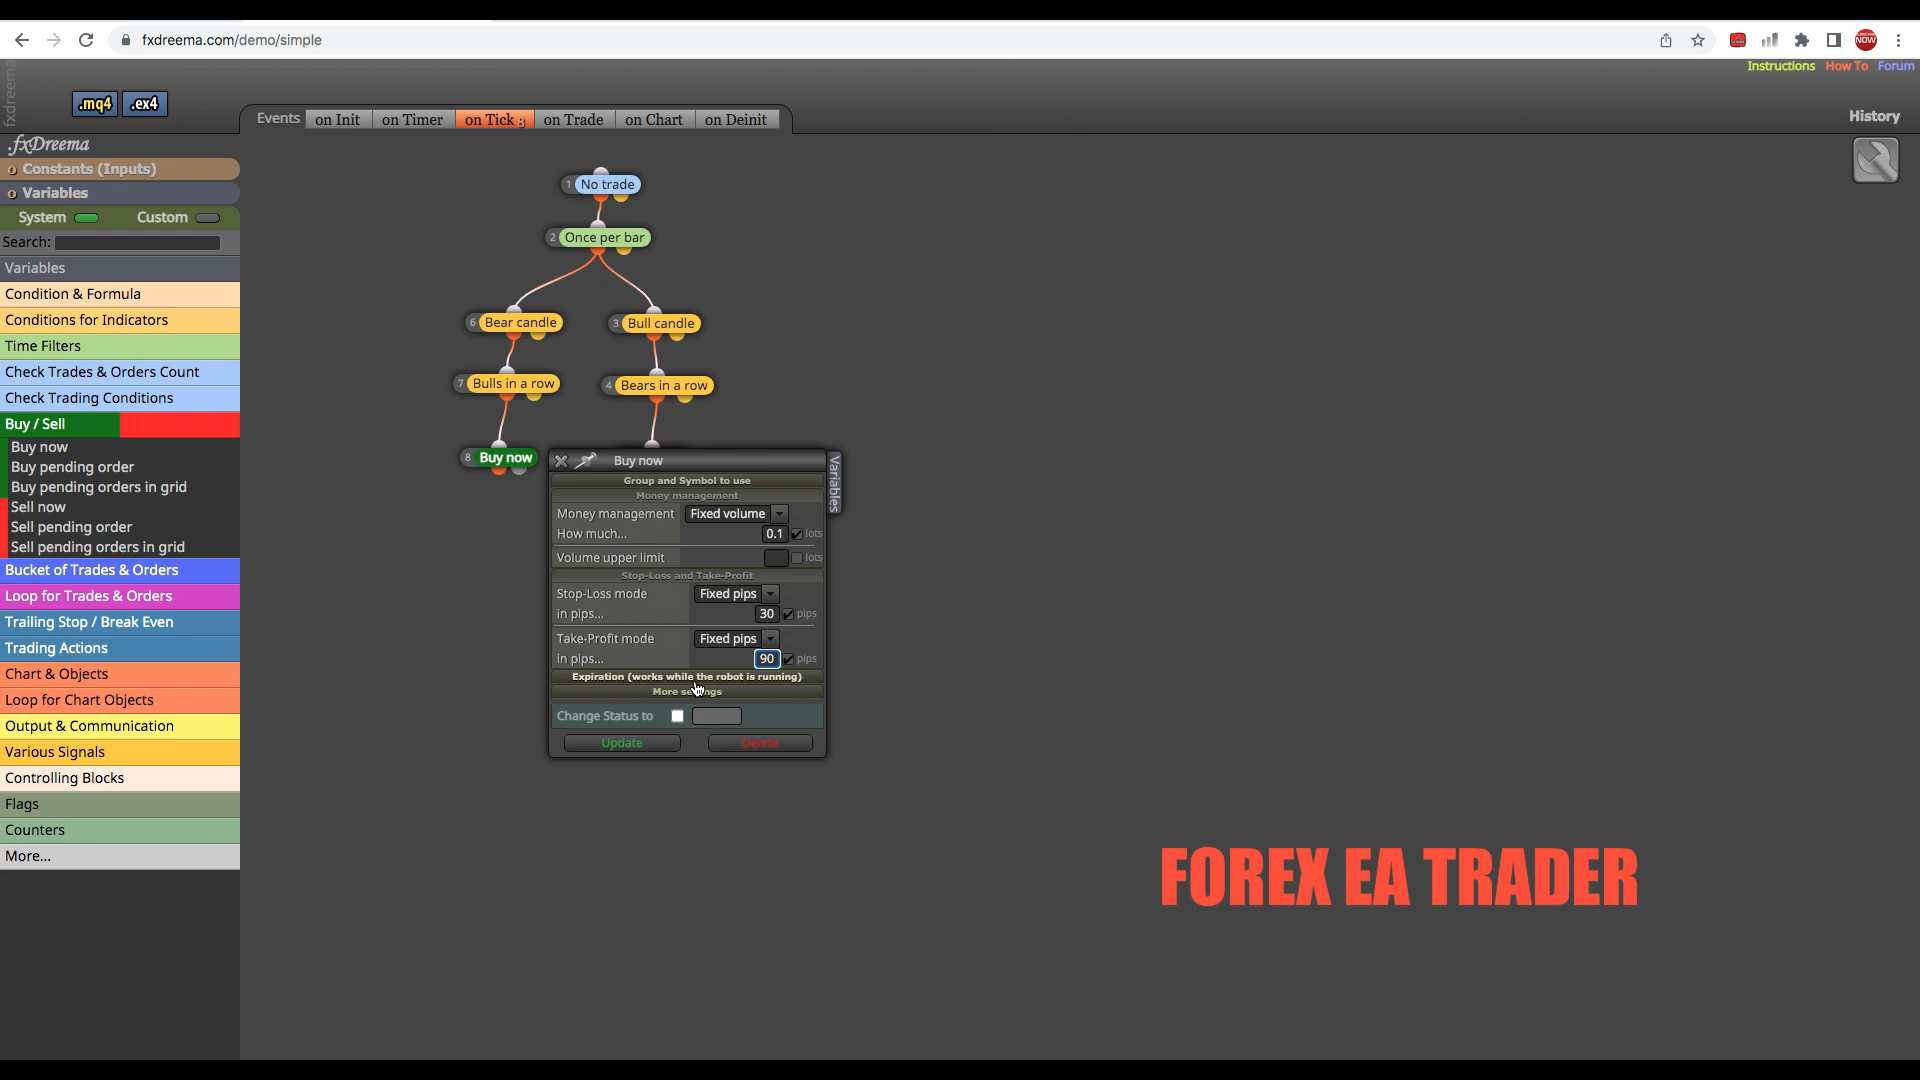 fxdreema.com/demo/simple
NOW
Instructions How To Forum
fxdreema
.mq4 .ex4
Events on Init on Timer on Tick 8 on Trade on Chart on Deinit
History
.fxDreema
o Constants (Inputs)
o Variables
System Custom
Search:
Variables
Condition & Formula
Conditions for Indicators
Time Filters
Check Trades & Orders Count
Check Trading Conditions
Buy / Sell
Buy now
Buy pending order
Buy pending orders in grid
Sell now
Sell pending order
Sell pending orders in grid
Bucket of Trades & Orders
Loop for Trades & Orders
Trailing Stop / Break Even
Trading Actions
Chart & Objects
Loop for Chart Objects
Output & Communication
Various Signals
Controlling Blocks
Flags
Counters
More...
1 No trade
2 Once per bar
6 Bear candle
3 Bull candle
7 Bulls in a row
4 Bears in a row
8 Buy now
Buy now
Variables
Group and Symbol to use
Money management
Money management Fixed volume
How much... 0.1 lots
Volume upper limit lots
Stop-Loss and Take-Profit
Stop-Loss mode Fixed pips
in pips... 30 pips
Take-Profit mode Fixed pips
in pips... 90 pips
Expiration (works while the robot is running)
More settings
Change Status to
Update Delete
FOREX EA TRADER